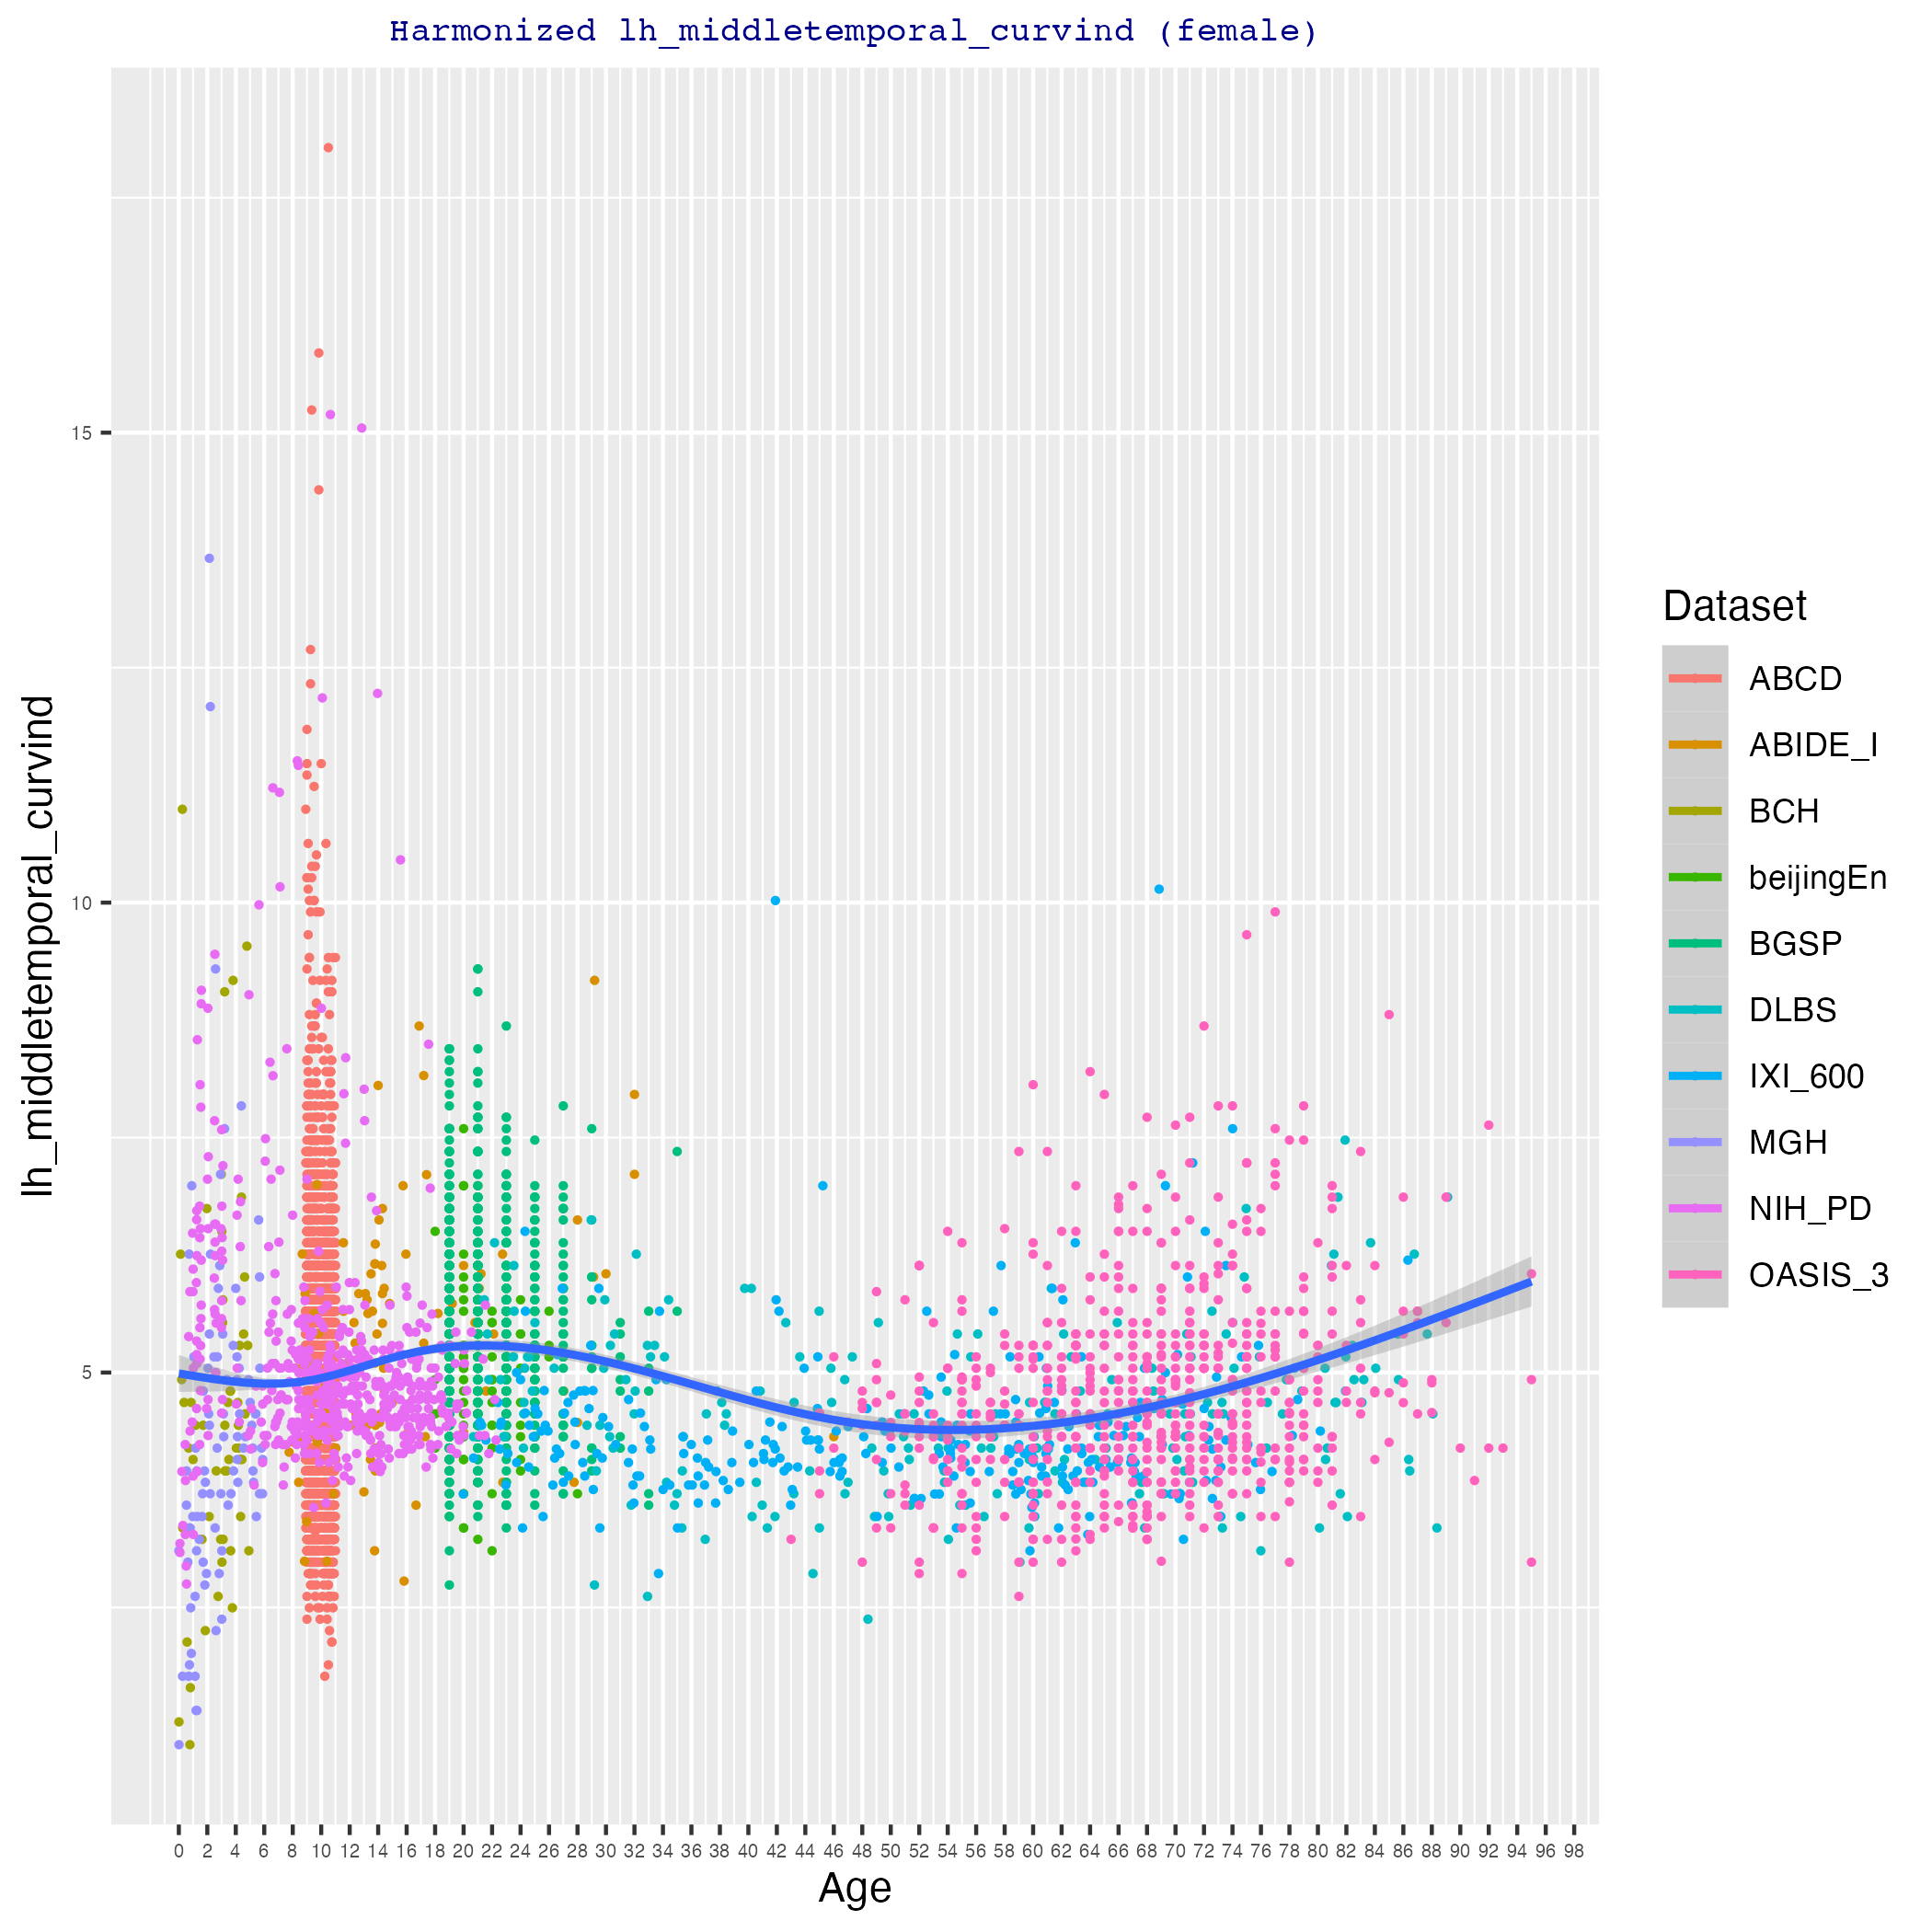 Harmonized lh_middletemporal_curvind (female)
lh_middletemporal_curvind
15
10
5
0 2 4 6 8 10 12 14 16 18 20 22 24 26 28 30 32 34 36 38 40 42 44 46 48 50 52 54 56 58 60 62 64 66 68 70 72 74 76 78 80 82 84 86 88 90 92 94 96 98
Age
Dataset
ABCD
ABIDE_I
BCH
beijingEn
BGSP
DLBS
IXI_600
MGH
NIH_PD
OASIS_3